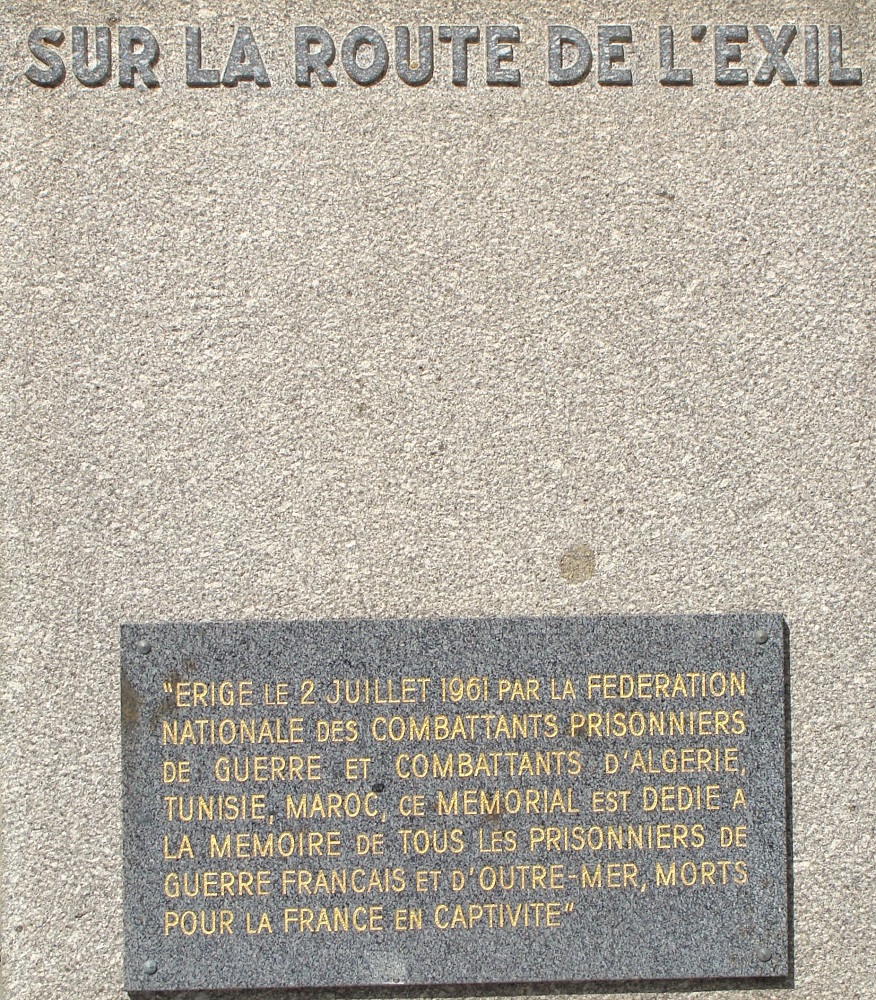 SUR LA ROUTE DE L'EXIL
"ERIGE LE 2 JUILLET 1961 PAR LA FEDERATION
NATIONALE DES COMBATTANTS PRISONNIERS
DE GUERRE ET COMBATTANTS D'ALGERIE,
TUNISIE, MAROC, CE MEMORIAL EST DEDIE A
LA MEMOIRE DE TOUS LES PRISONNIERS DE
GUERRE FRANCAIS ET D'OUTRE-MER, MORTS
POUR LA FRANCE EN CAPTIVITE"